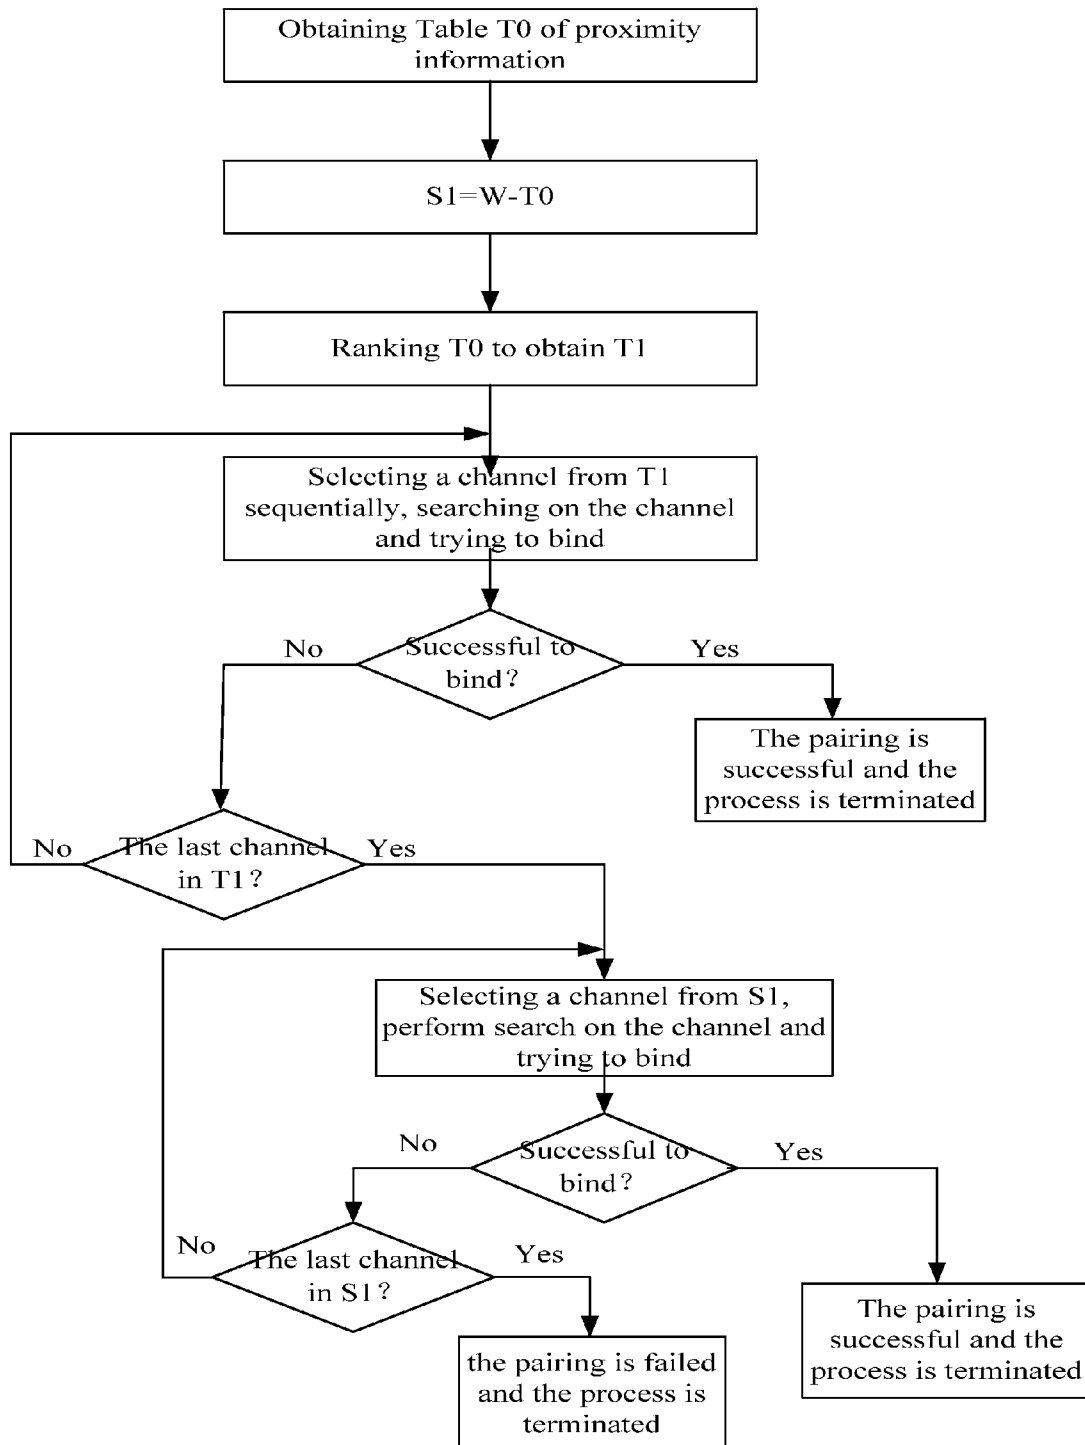 Obtaining Table T0 of proximity
information
S1=W-T0
Ranking T0 to obtain T1
Selecting a channel from T1
sequentially, searching on the channel
and trying to bind
No
Successful to
bind?
Yes
The pairing is
successful and the
process is terminated
No
The last channel
in T1?
Yes
Selecting a channel from S1,
perform search on the channel and
trying to bind
No
Successful to
bind?
Yes
No
The last channel
in S1?
Yes
The pairing is
successful and the
process is terminated
the pairing is failed
and the process is
terminated